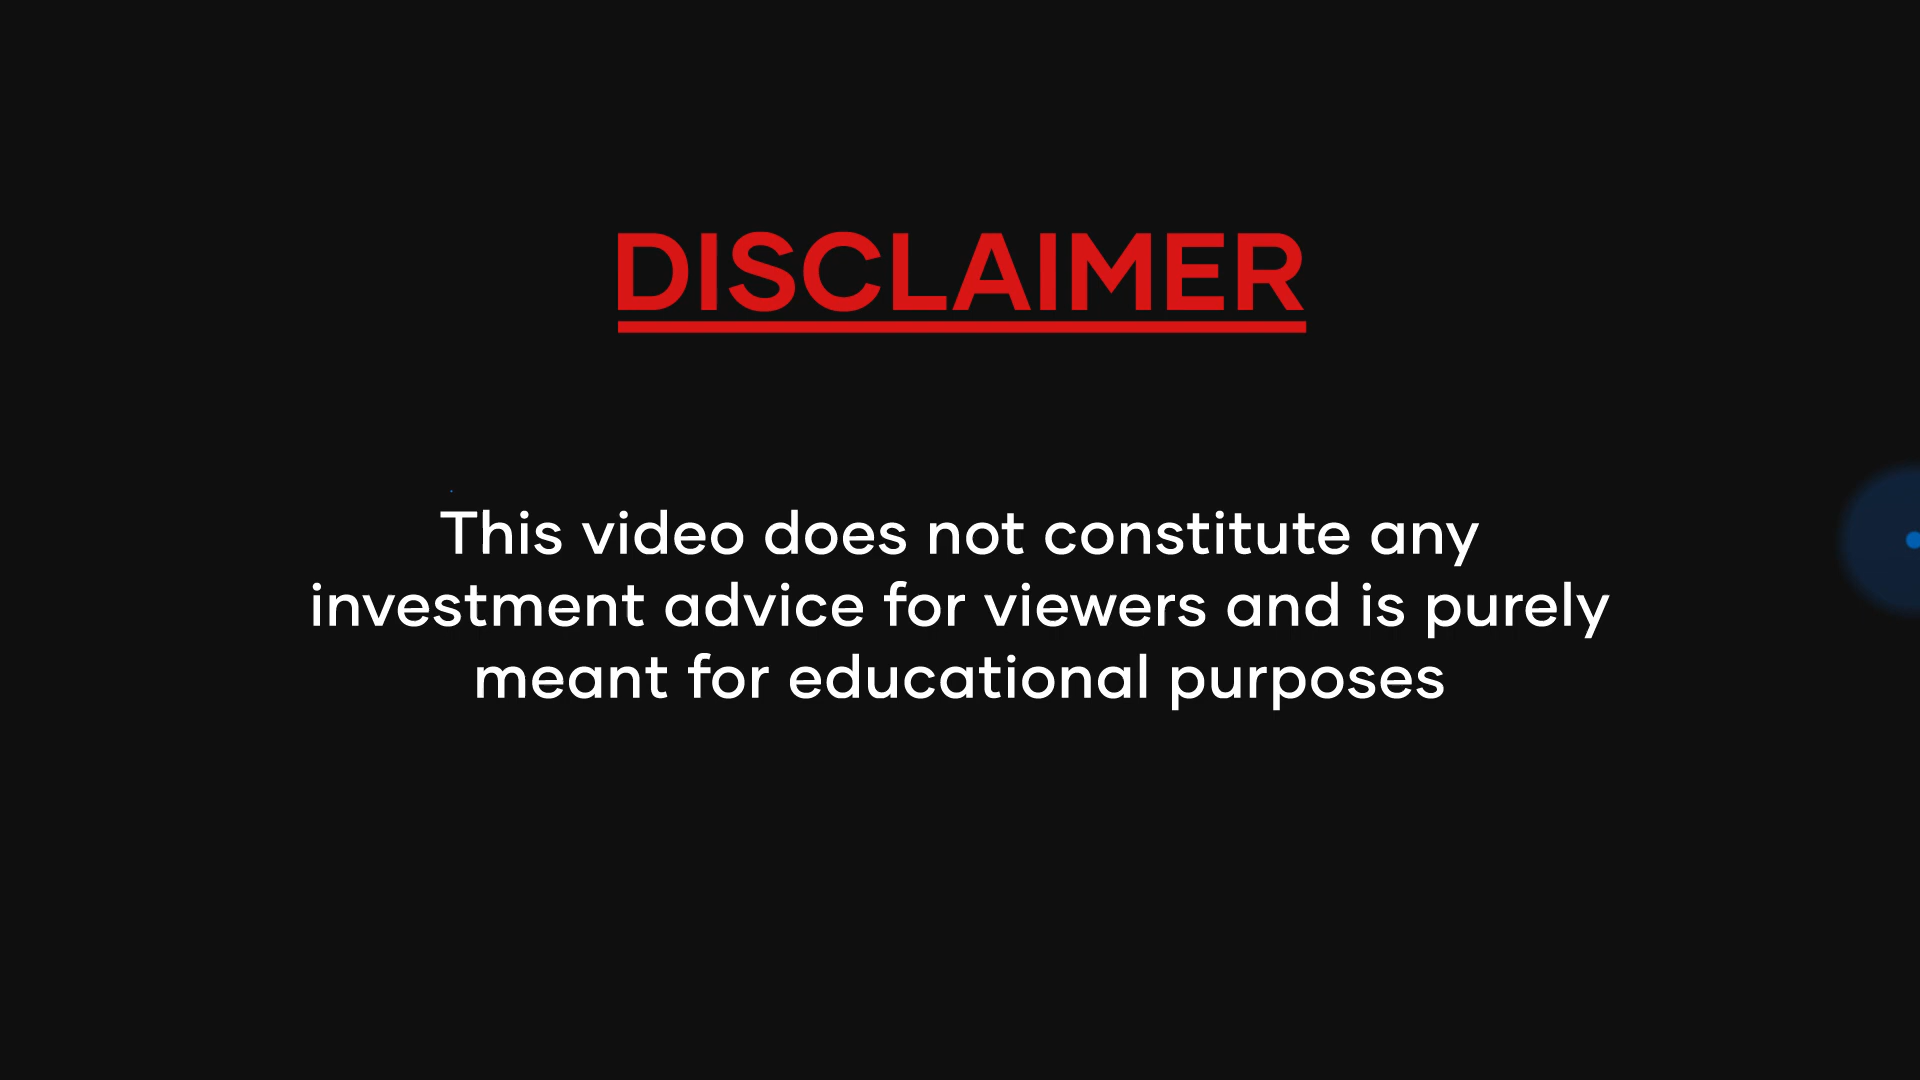 DISCLAIMER
This video does not constitute any
investment advice for viewers and is purely
meant for educational purposes